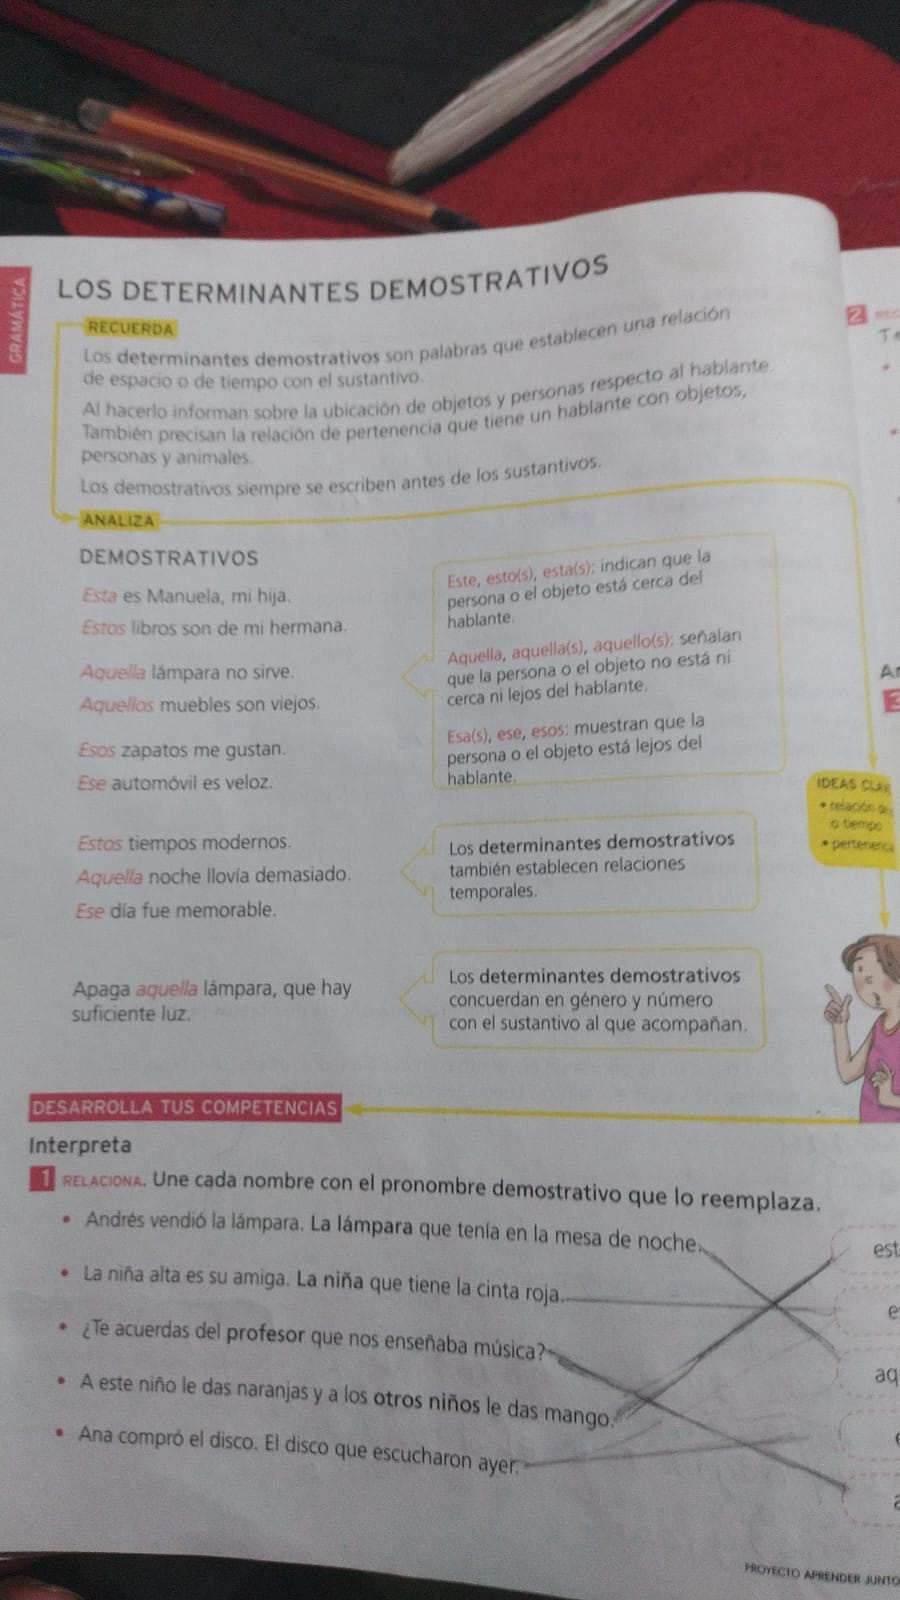 GRAMÁTICA
LOS DETERMINANTES DEMOSTRATIVOS
RECUERDA
Los determinantes demostrativos son palabras que establecen una relación
de espacio o de tiempo con el sustantivo.
Al hacerlo informan sobre la ubicación de objetos y personas respecto al hablante.
También precisan la relación de pertenencia que tiene un hablante con objetos,
personas y animales.
Los demostrativos siempre se escriben antes de los sustantivos.
ANALIZA
DEMOSTRATIVOS
Esta es Manuela, mi hija.
Estos libros son de mi hermana.
Aquella lámpara no sirve.
Aquellos muebles son viejos.
Esos zapatos me gustan.
Ese automóvil es veloz.
Este, esto(s), esta(s): indican que la
persona o el objeto está cerca del
hablante.
Aquella, aquella(s), aquello(s): señalan
que la persona o el objeto no está ni
cerca ni lejos del hablante.
Esa(s), ese, esos: muestran que la
persona o el objeto está lejos del
hablante.
Estos tiempos modernos.
Aquella noche llovía demasiado.
Ese día fue memorable.
Los determinantes demostrativos
también establecen relaciones
temporales.
Apaga aquella lámpara, que hay
suficiente luz.
Los determinantes demostrativos
concuerdan en género y número
con el sustantivo al que acompañan.
IDEAS
• relación
o tiempo
•
DESARROLLA TUS COMPETENCIAS
Interpreta
1 RELACIONA. Une cada nombre con el pronombre demostrativo que lo reemplaza.
• Andrés vendió la lámpara. La lámpara que tenía en la mesa de noche.
• La niña alta es su amiga. La niña que tiene la cinta roja.
• ¿Te acuerdas del profesor que nos enseñaba música?
• A este niño le das naranjas y a los otros niños le das mango.
• Ana compró el disco. El disco que escucharon ayer.
est
aq
PROYECTO APRENDER
2